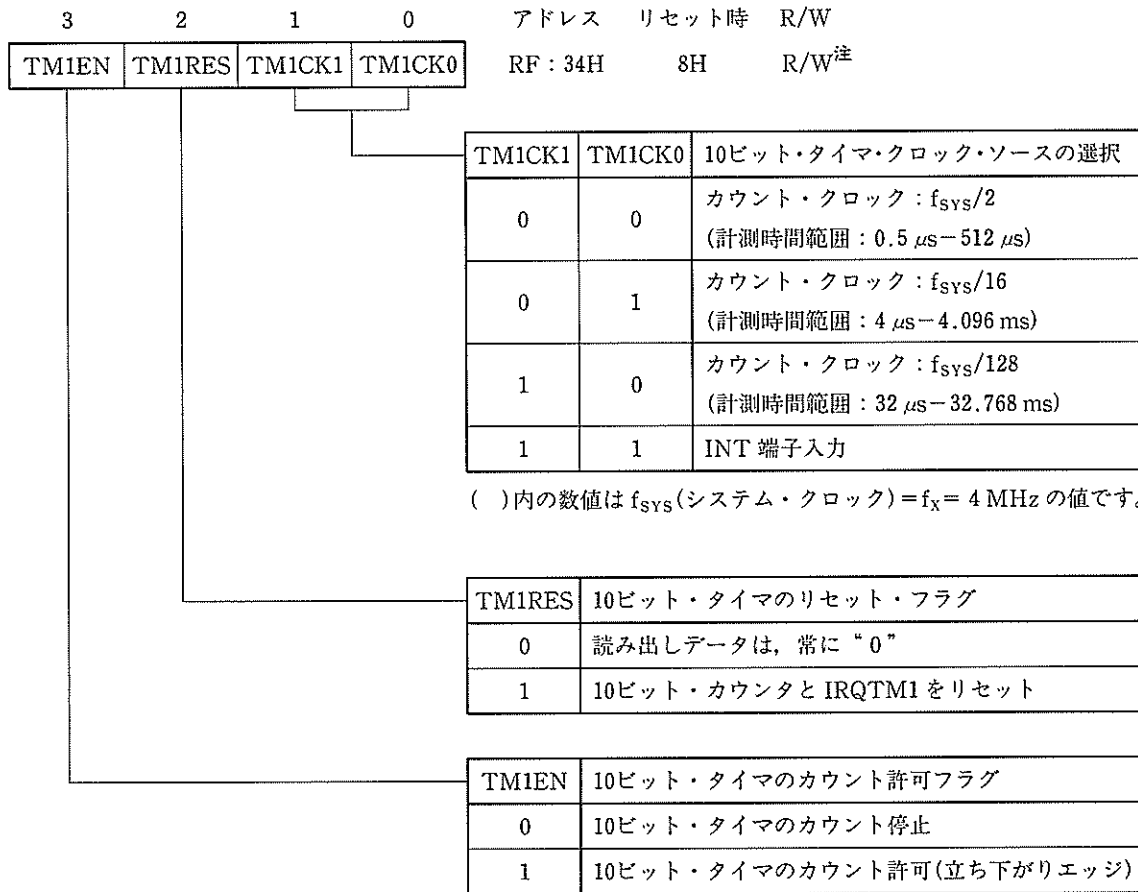 3 2 1 0 アドレス リセット時 R/W
TM1EN TM1RES TM1CK1 TM1CK0 RF：34H 8H R/W注
TM1CK1 TM1CK0 10ビット・タイマ・クロック・ソースの選択
0 0 カウント・クロック：fSYS/2
(計測時間範囲：0.5 μs－512 μs)
0 1 カウント・クロック：fSYS/16
(計測時間範囲：4 μs－4.096 ms)
1 0 カウント・クロック：fSYS/128
(計測時間範囲：32 μs－32.768 ms)
1 1 INT 端子入力
( )内の数値は fSYS(システム・クロック)＝fX＝ 4 MHz の値です。
TM1RES 10ビット・タイマのリセット・フラグ
0 読み出しデータは，常に“0”
1 10ビット・カウンタと IRQTM1 をリセット
TM1EN 10ビット・タイマのカウント許可フラグ
0 10ビット・タイマのカウント停止
1 10ビット・タイマのカウント許可(立ち下がりエッジ)